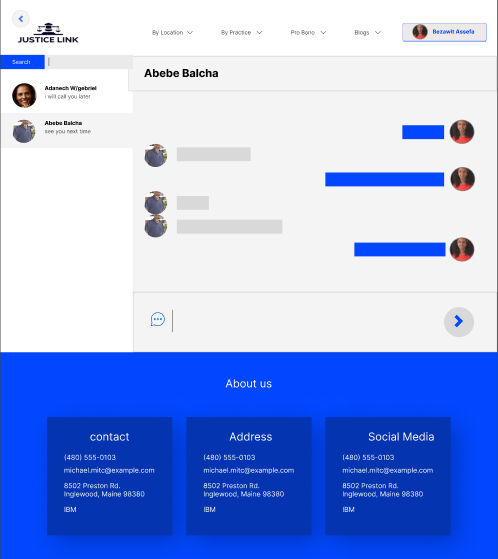 JUSTICE LINK
By Location
By Practice
Pro Bono
Blogs
Bezawit Assefa
Search
Abebe Balcha
Adanech W/gebriel
i will call you later
Abebe Balcha
see you next time
About us
contact
(480) 555-0103
michael.mitc@example.com
8502 Preston Rd.
Inglewood, Maine 98380
IBM
Address
(480) 555-0103
michael.mitc@example.com
8502 Preston Rd.
Inglewood, Maine 98380
IBM
Social Media
(480) 555-0103
michael.mitc@example.com
8502 Preston Rd.
Inglewood, Maine 98380
IBM